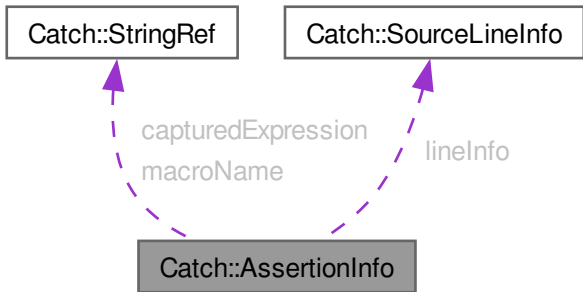 Catch::StringRef
Catch::SourceLineInfo
capturedExpression
macroName
lineInfo
Catch::AssertionInfo